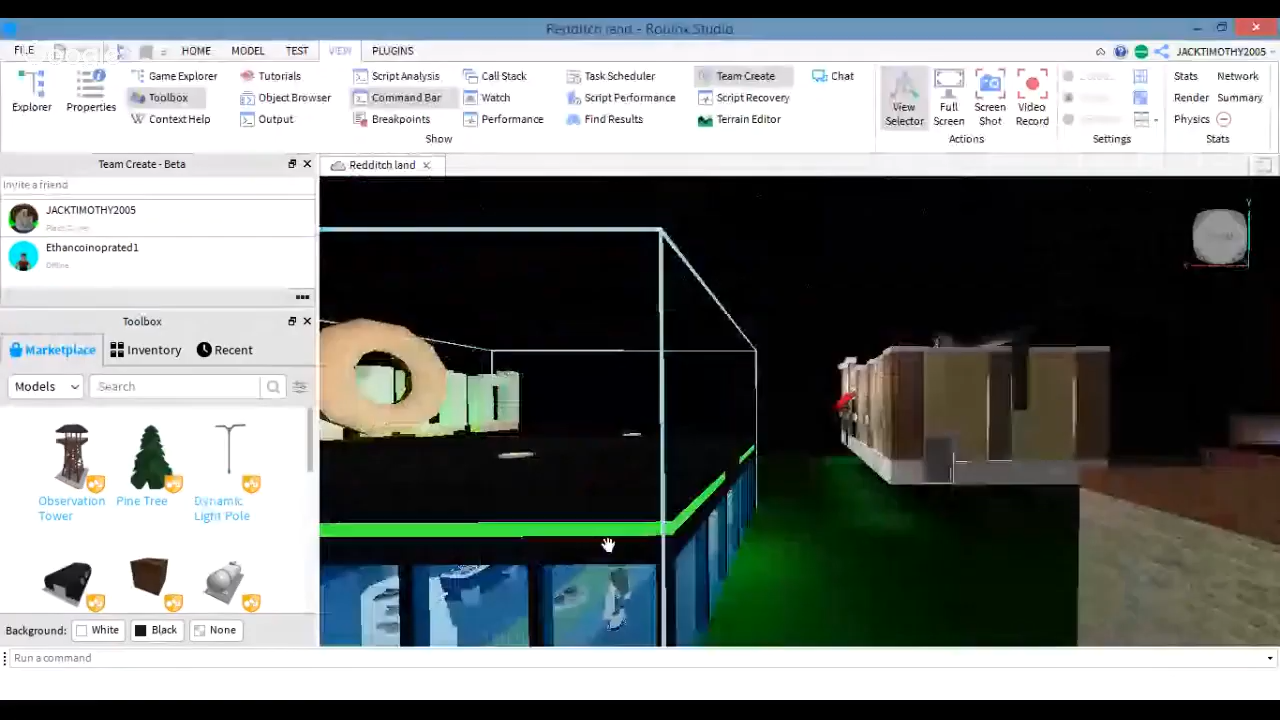 Redditch land - Roblox Studio
FILE HOME MODEL TEST VIEW PLUGINS JACKTIMOTHY2005
Game Explorer Tutorials Script Analysis Call Stack Task Scheduler Team Create Chat Stats Network
Toolbox Object Browser Command Bar Watch Script Performance Script Recovery Render Summary
Explorer Properties View Selector Full Screen Screen Shot Video Record
Context Help Output Breakpoints Performance Find Results Terrain Editor Physics
Show Actions Settings Stats
Team Create - Beta
Redditch land
Invite a friend
JACKTIMOTHY2005
Ethancoinoprated1
Offline
Toolbox
Marketplace Inventory Recent
Models Search
Observation Tower
Pine Tree
Dynamic Light Pole
Background: White Black None
Run a command
Y